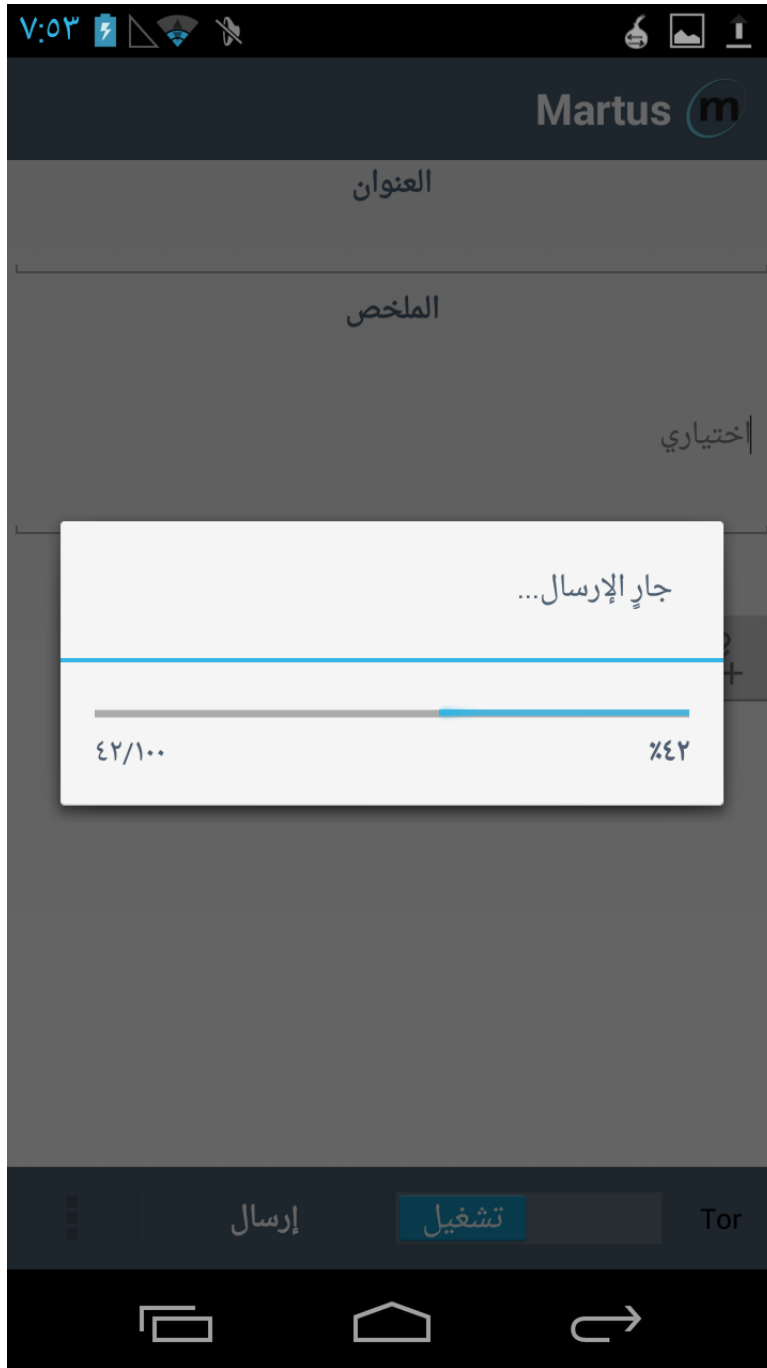 ٧:٥٣
Martus
العنوان
الملخص
اختياري
جارٍ الإرسال...
٪٤٢
٤٢/١٠٠
Tor
تشغيل
إرسال